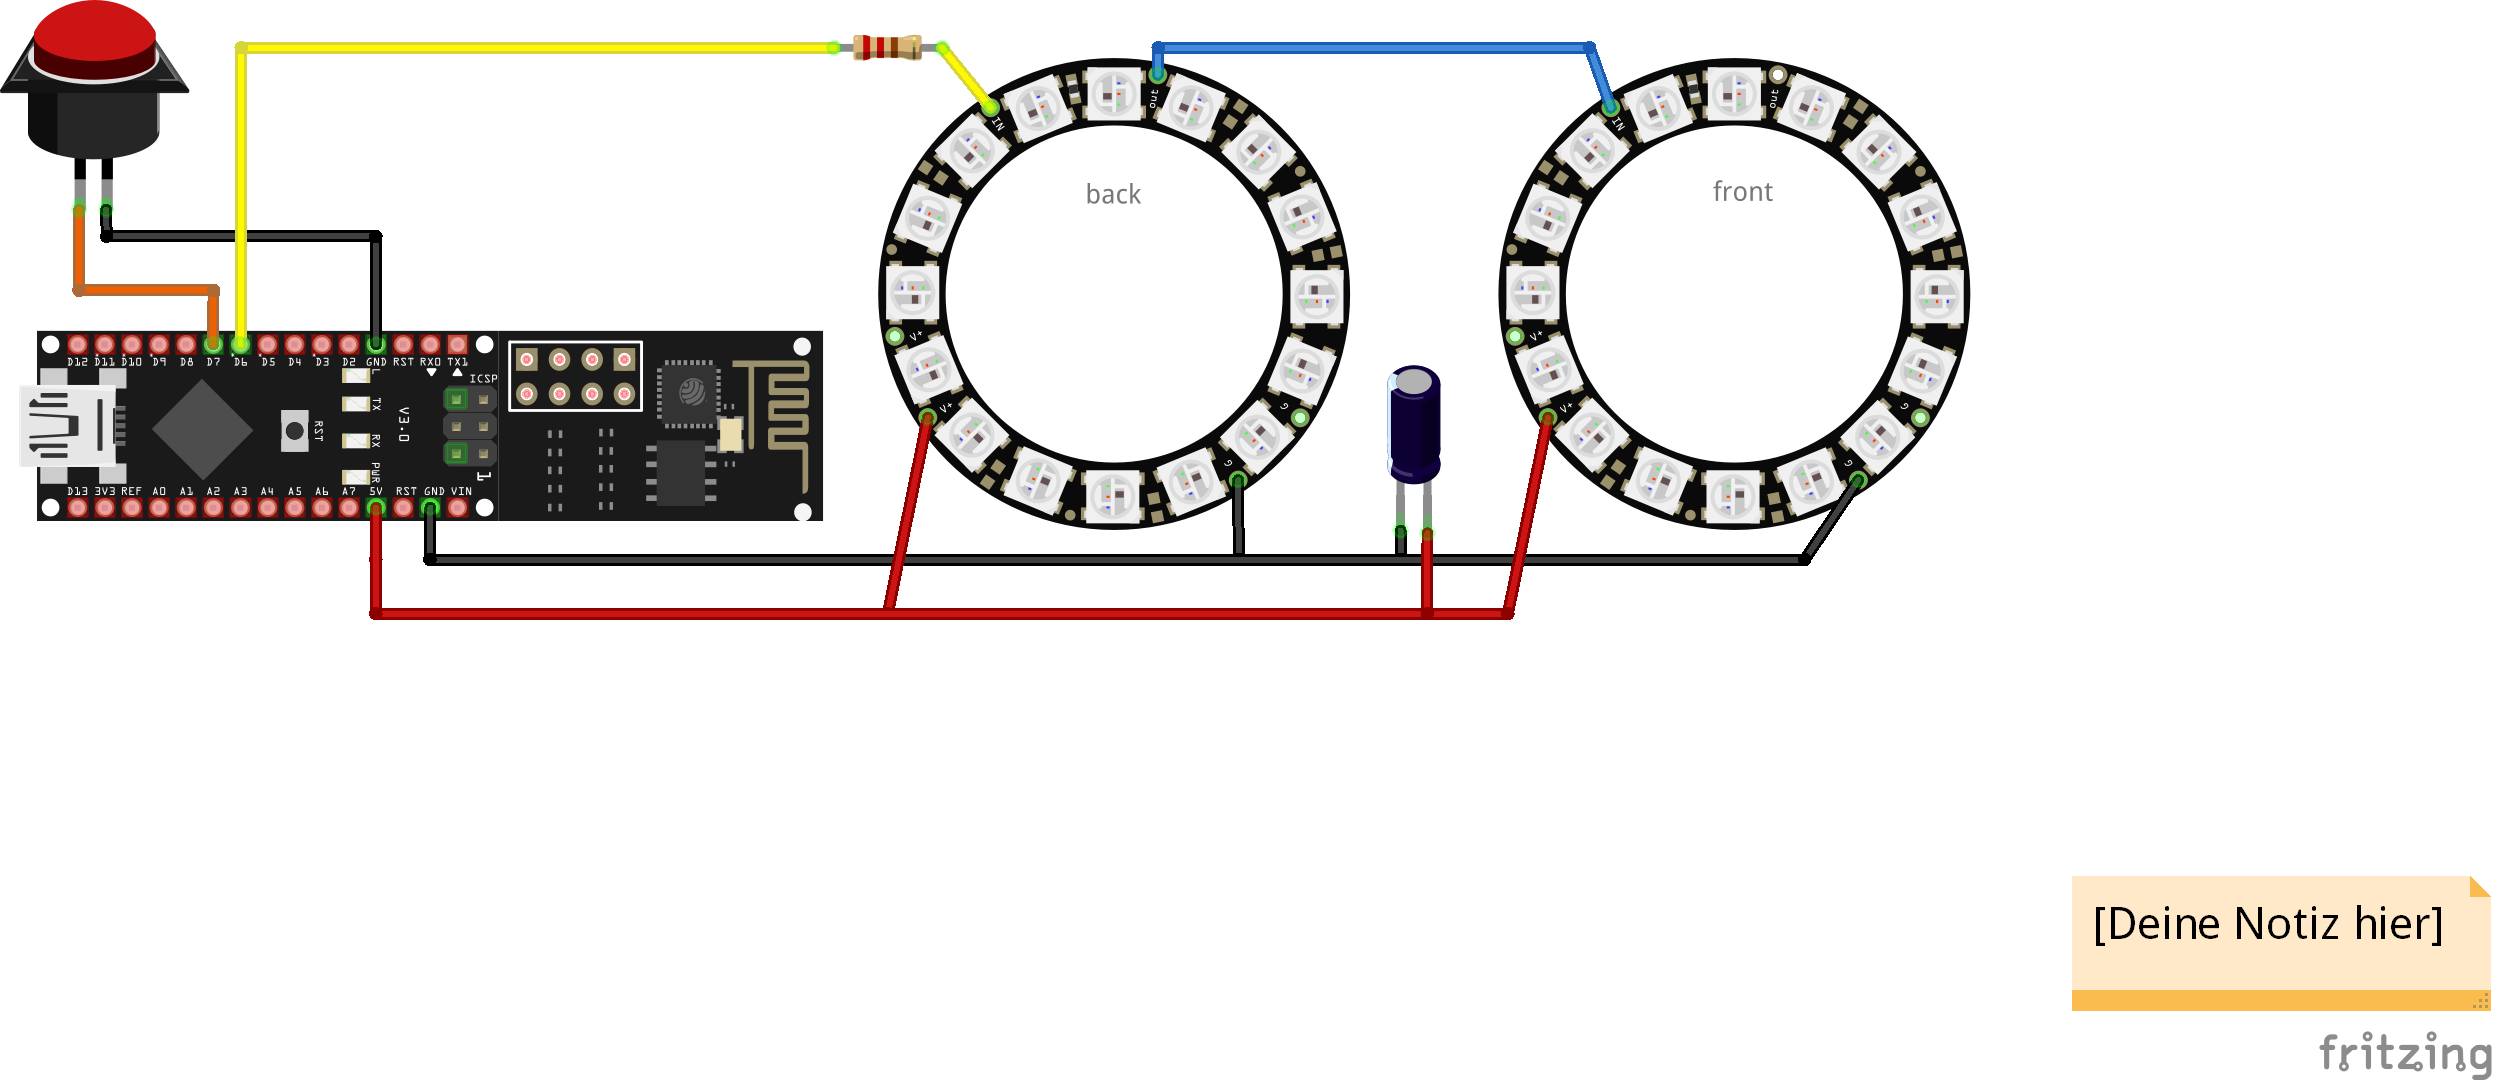 out
out
IN
IN
back
front
V+
V+
V+
V+
G
G
G
G
D12 D11 D10 D9 D8 D7 D6 D5 D4 D3 D2 GND RST RX0 TX1
ICSP
L
TX
RX
PWR
RST
V3.0
1
D13 3V3 REF A0 A1 A2 A3 A4 A5 A6 A7 5V RST GND VIN
[Deine Notiz hier]
fritzing